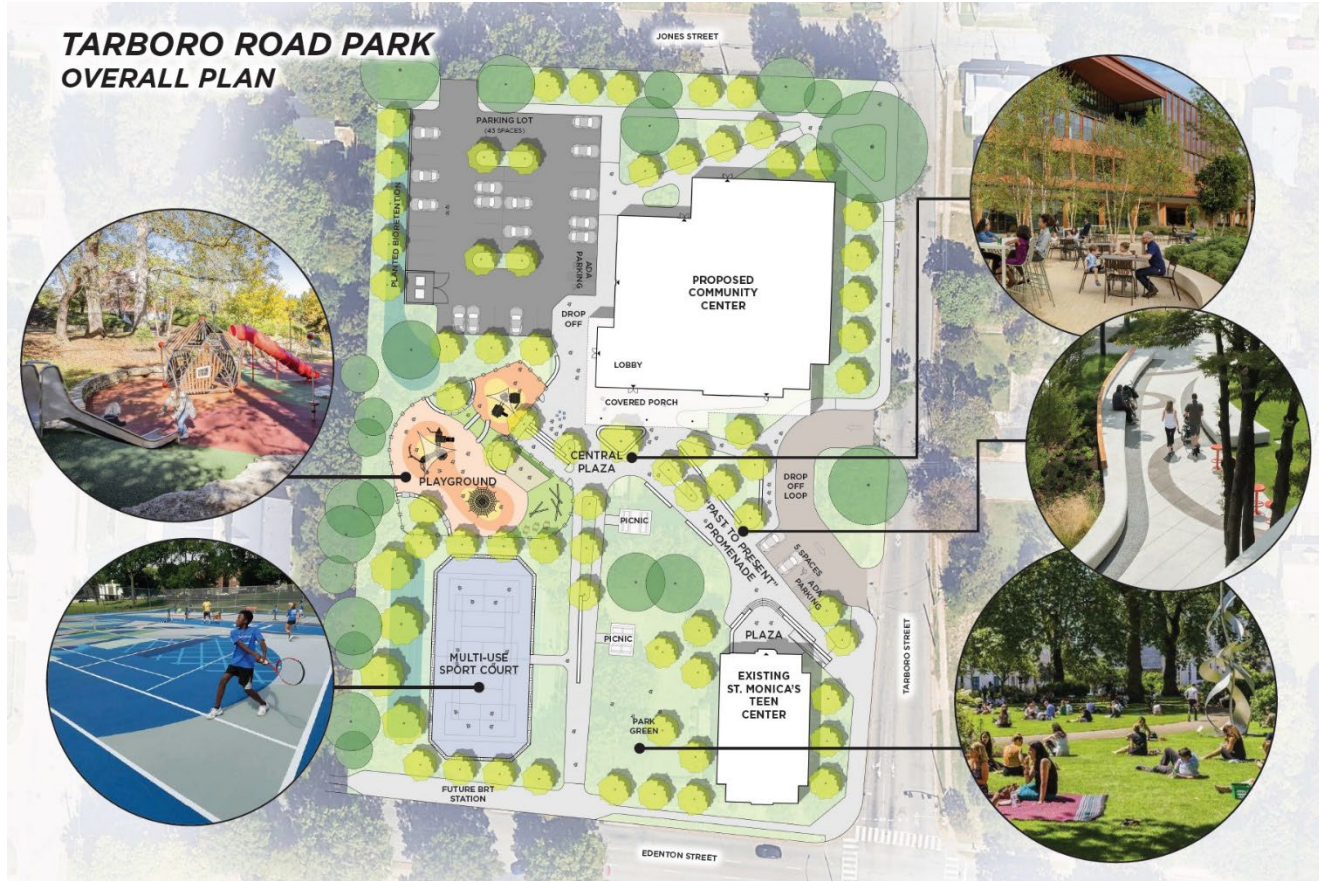 TARBORO ROAD PARK
OVERALL PLAN
JONES STREET
PARKING LOT
(43 SPACES)
PLANTED BIORETENTION
ADA
PARKING
DROP
OFF
PROPOSED
COMMUNITY
CENTER
LOBBY
COVERED PORCH
CENTRAL
PLAZA
PLAYGROUND
DROP
OFF
LOOP
PICNIC
"PAST TO PRESENT"
PROMENADE
5 SPACES
ADA
PARKING
PICNIC
PLAZA
MULTI-USE
SPORT COURT
EXISTING
ST. MONICA'S
TEEN
CENTER
PARK
GREEN
TARBORO STREET
FUTURE BRT
STATION
EDENTON STREET